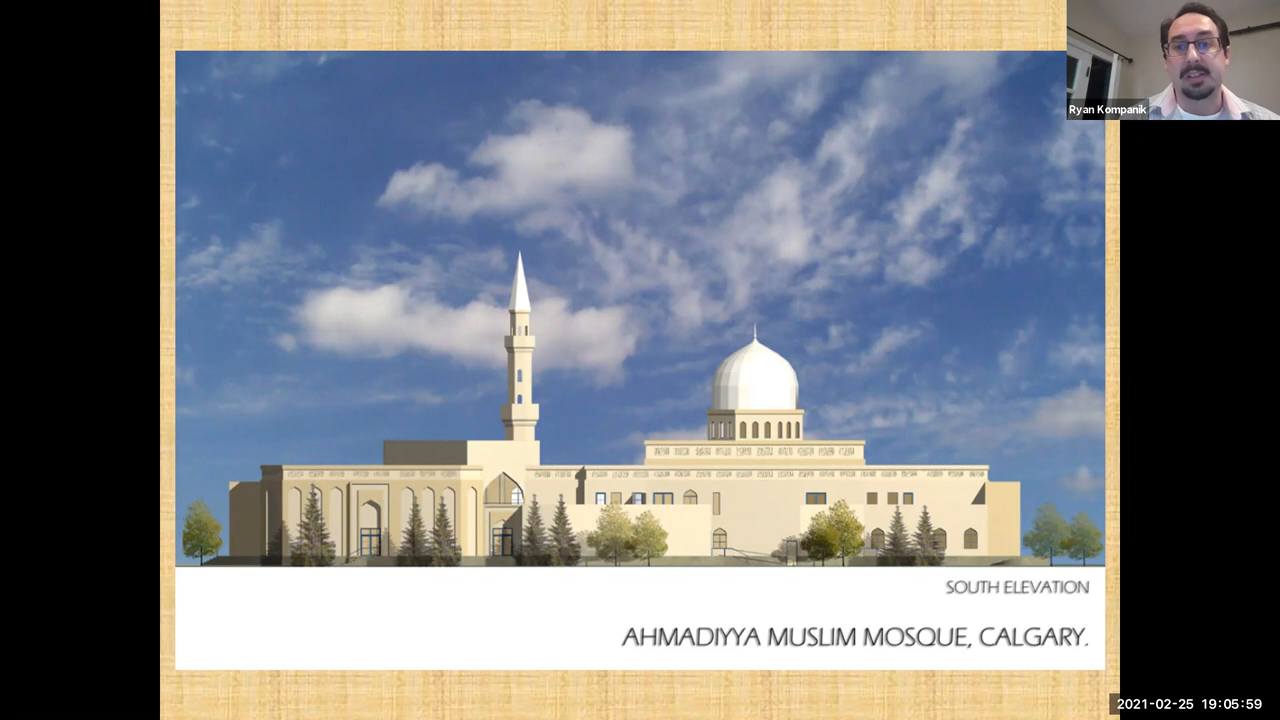 Ryan Kompanik
SOUTH ELEVATION
AHMADIYYA MUSLIM MOSQUE, CALGARY.
2021-02-25 19:05:59